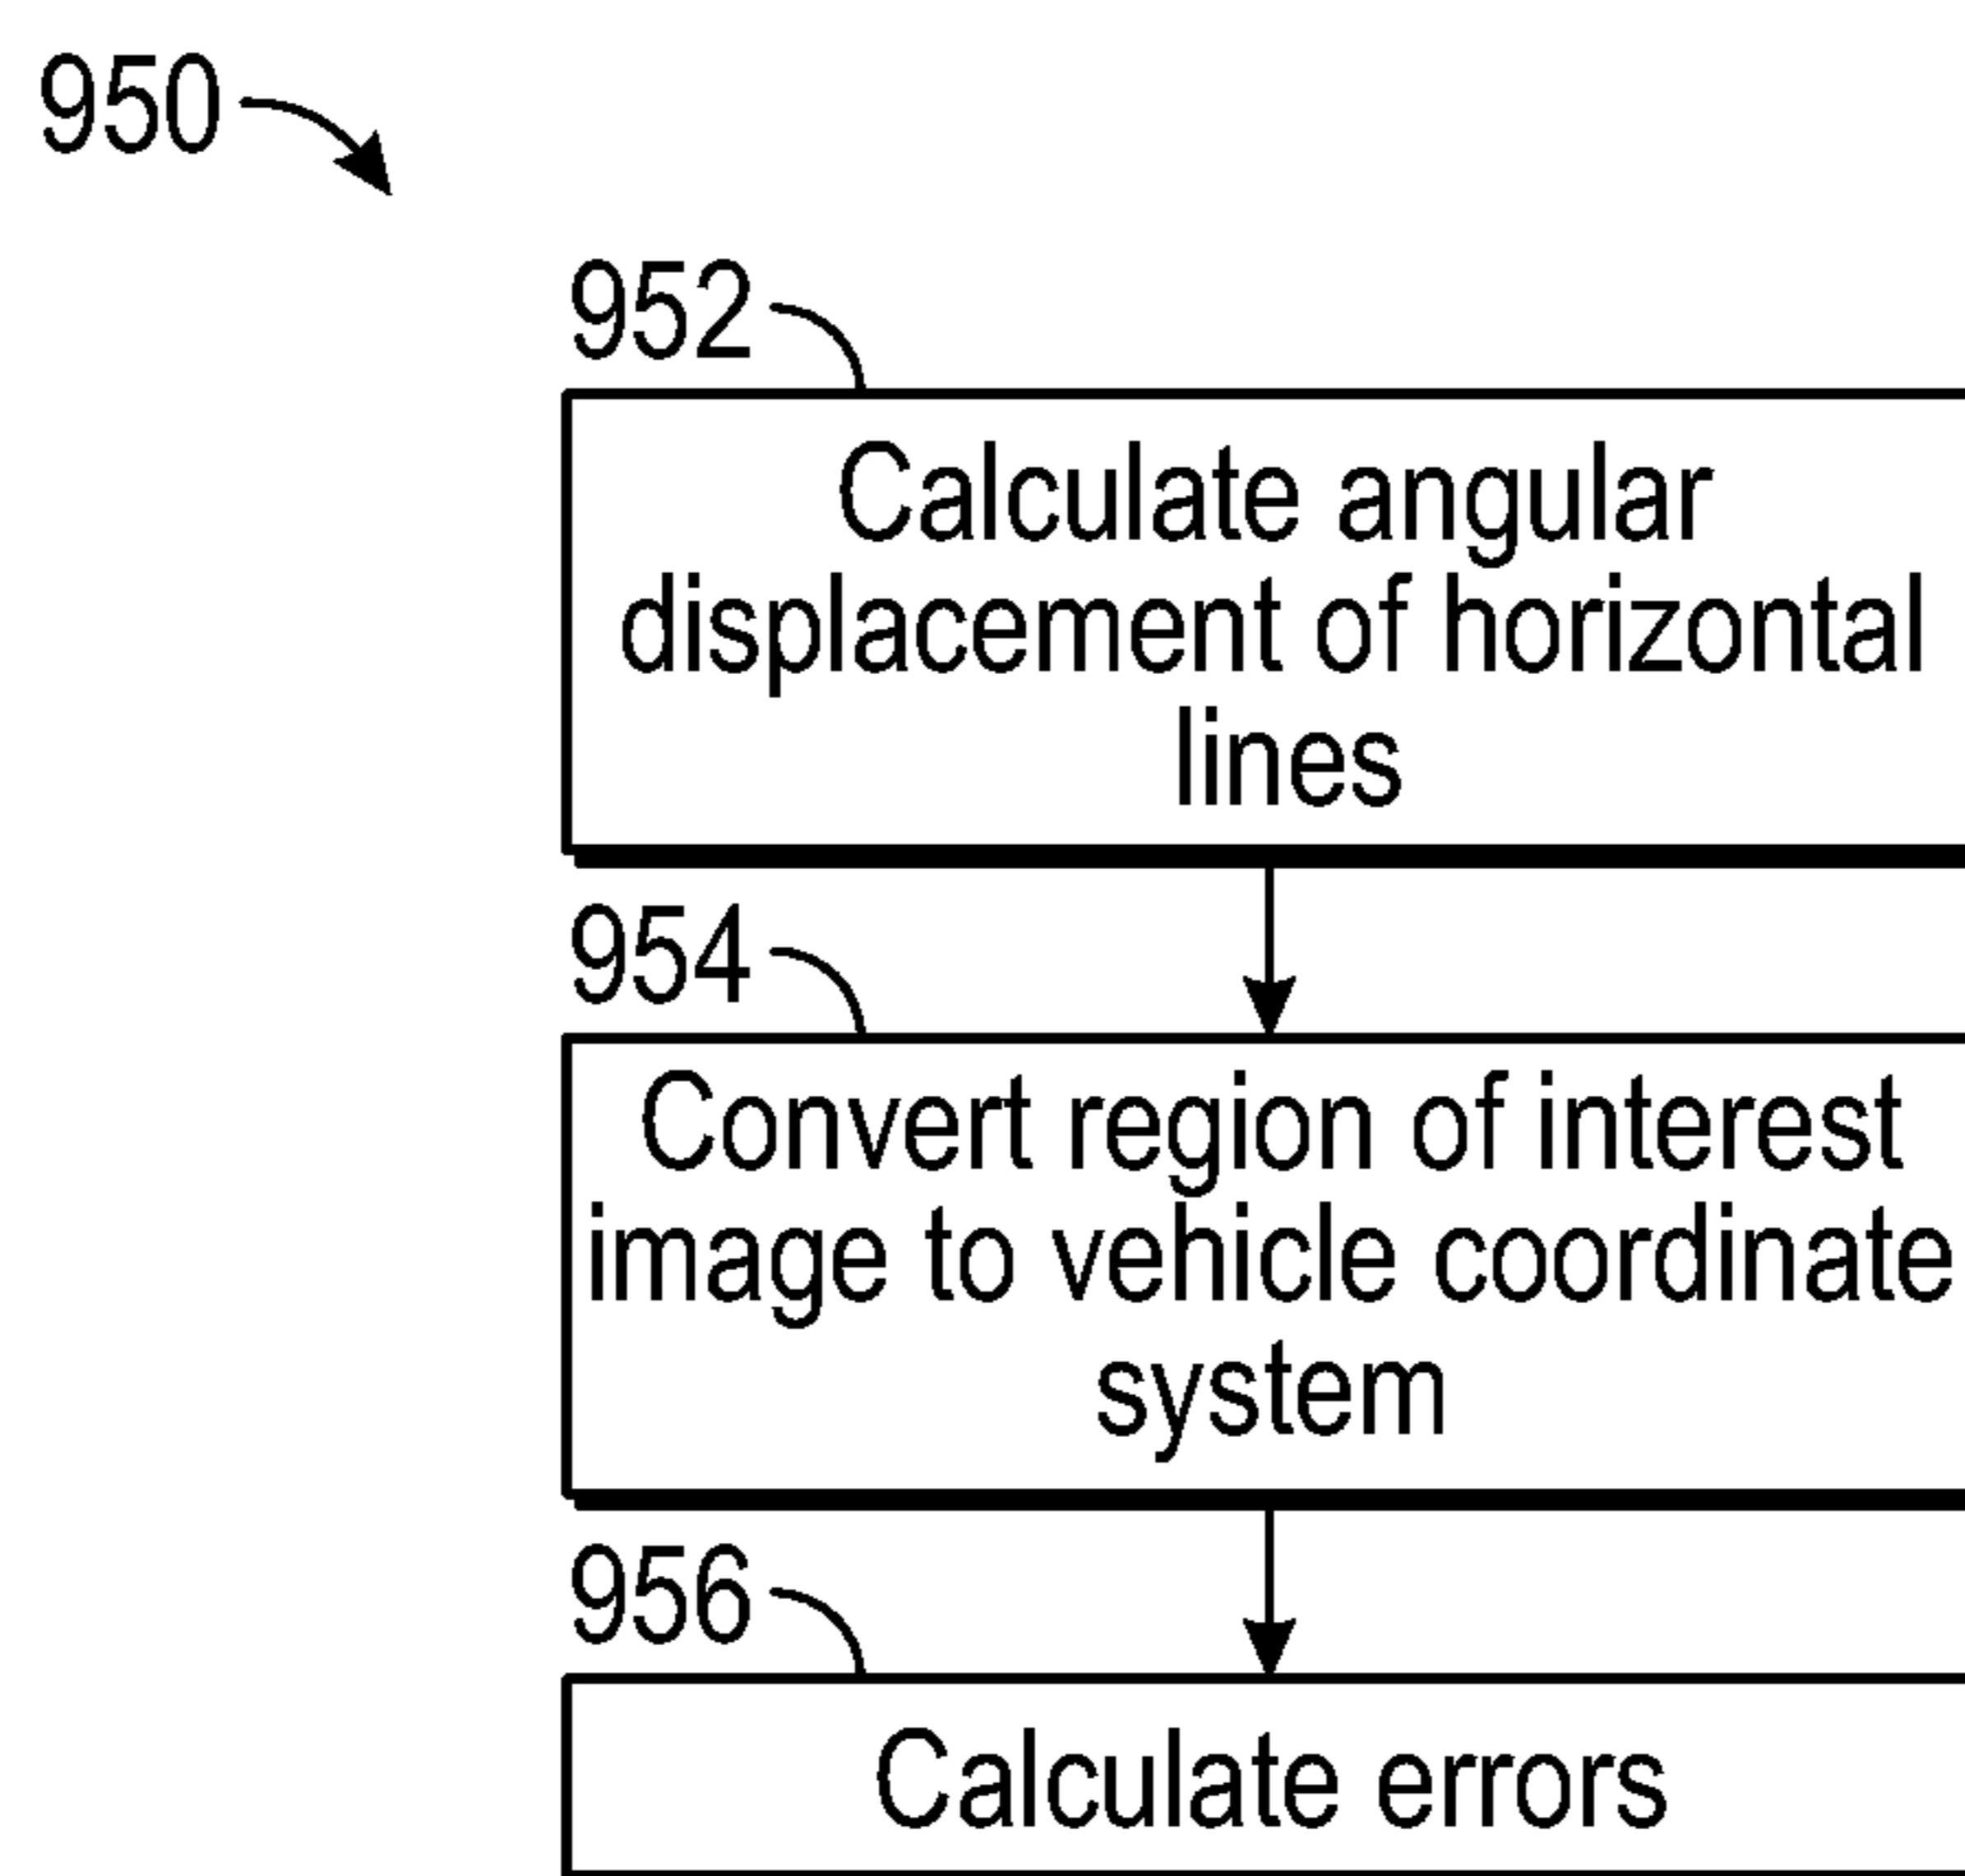 950
952
Calculate angular
displacement of horizontal
lines
954
Convert region of interest
image to vehicle coordinate
system
956
Calculate errors